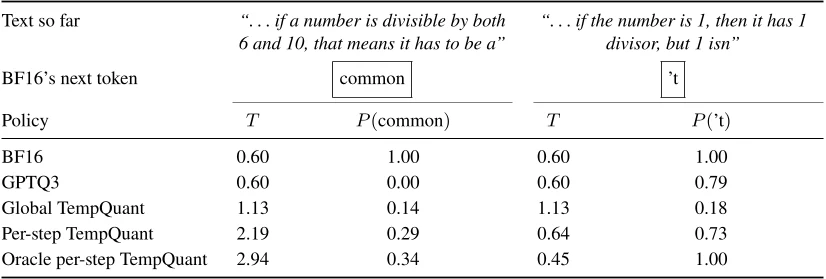 Text so far “. . . if a number is divisible by both “. . . if the number is 1, then it has 1
6 and 10, that means it has to be a” divisor, but 1 isn”
BF16’s next token common ’t
Policy T P(common) T P(’t)
BF16 0.60 1.00 0.60 1.00
GPTQ3 0.60 0.00 0.60 0.79
Global TempQuant 1.13 0.14 1.13 0.18
Per-step TempQuant 2.19 0.29 0.64 0.73
Oracle per-step TempQuant 2.94 0.34 0.45 1.00